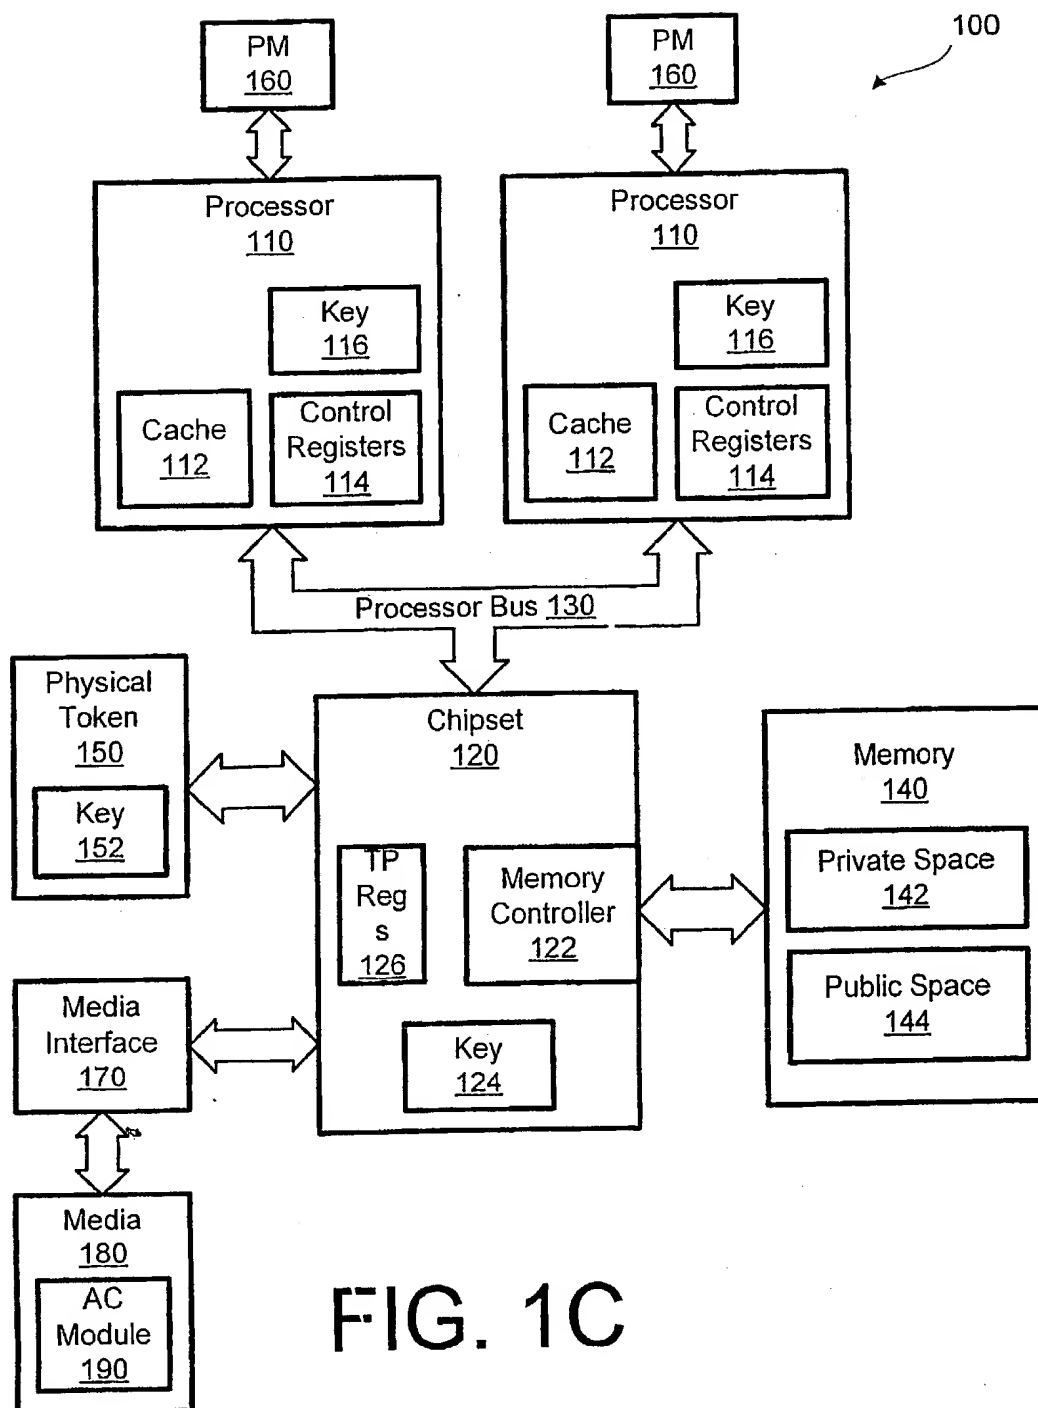 100
PM
160
PM
160
Processor
110
Key
116
Cache
112
Control
Registers
114
Processor
110
Key
116
Cache
112
Control
Registers
114
Processor Bus 130
Physical
Token
150
Key
152
Chipset
120
TP
Reg
s
126
Memory
Controller
122
Key
124
Memory
140
Private Space
142
Public Space
144
Media
Interface
170
Media
180
AC
Module
190
FIG. 1C